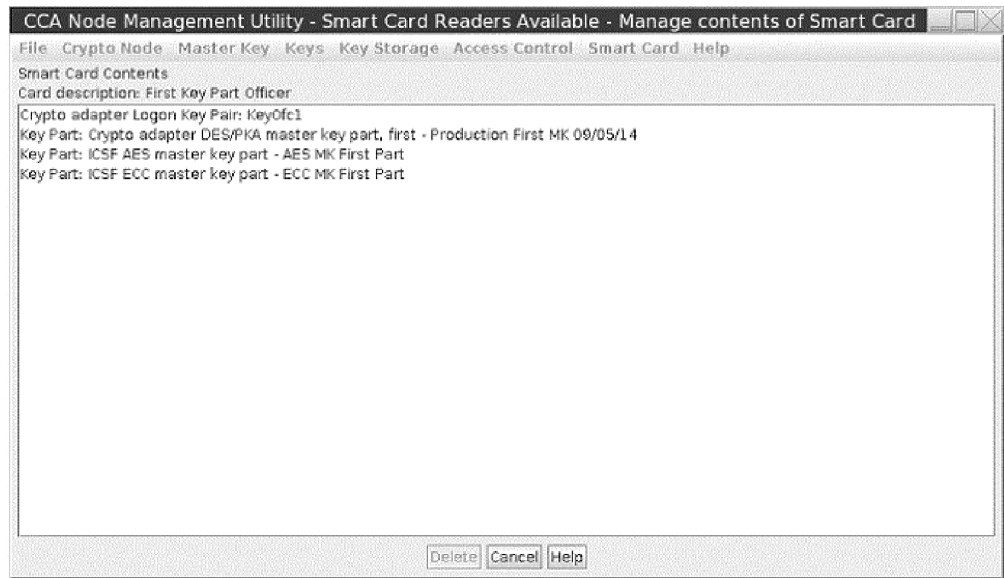 CCA Node Management Utility - Smart Card Readers Available - Manage contents of Smart Card
File Crypto Node Master Key Keys Key Storage Access Control Smart Card Help
Smart Card Contents
Card description: First Key Part Officer
Crypto adapter Logon Key Pair: KeyOfc1
Key Part: Crypto adapter DES/PKA master key part, first - Production First MK 09/05/14
Key Part: ICSF AES master key part - AES MK First Part
Key Part: ICSF ECC master key part - ECC MK First Part
Delete Cancel Help